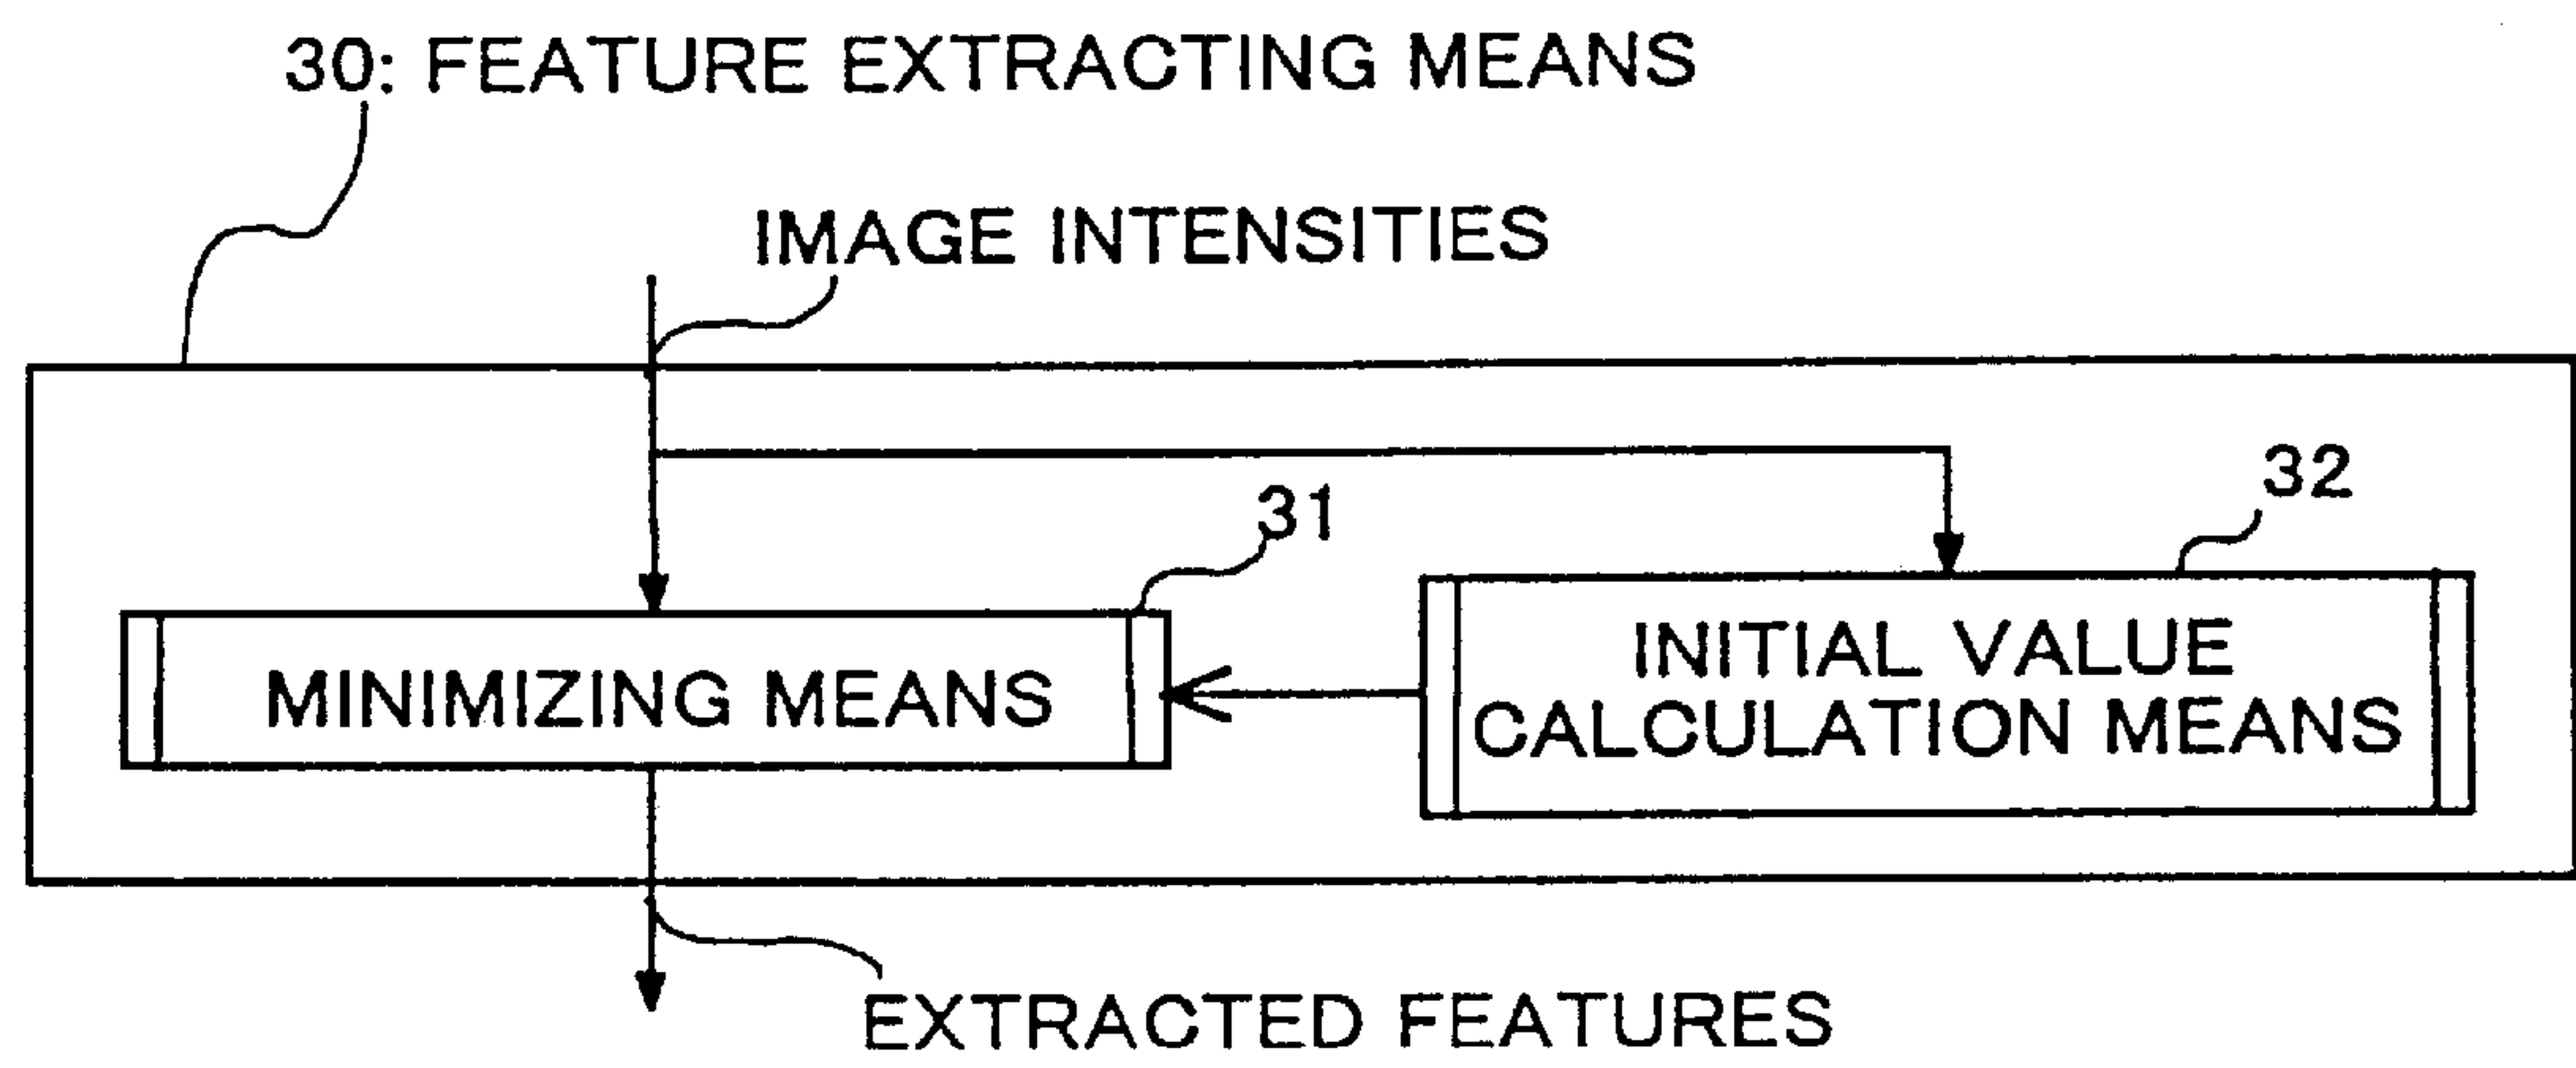 30: FEATURE EXTRACTING MEANS
IMAGE INTENSITIES
31
32
MINIMIZING MEANS
INITIAL VALUE
CALCULATION MEANS
EXTRACTED FEATURES